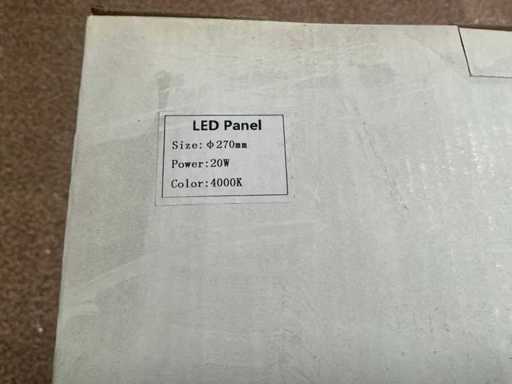 LED Panel
Size:φ270mm
Power:20W
Color:4000K